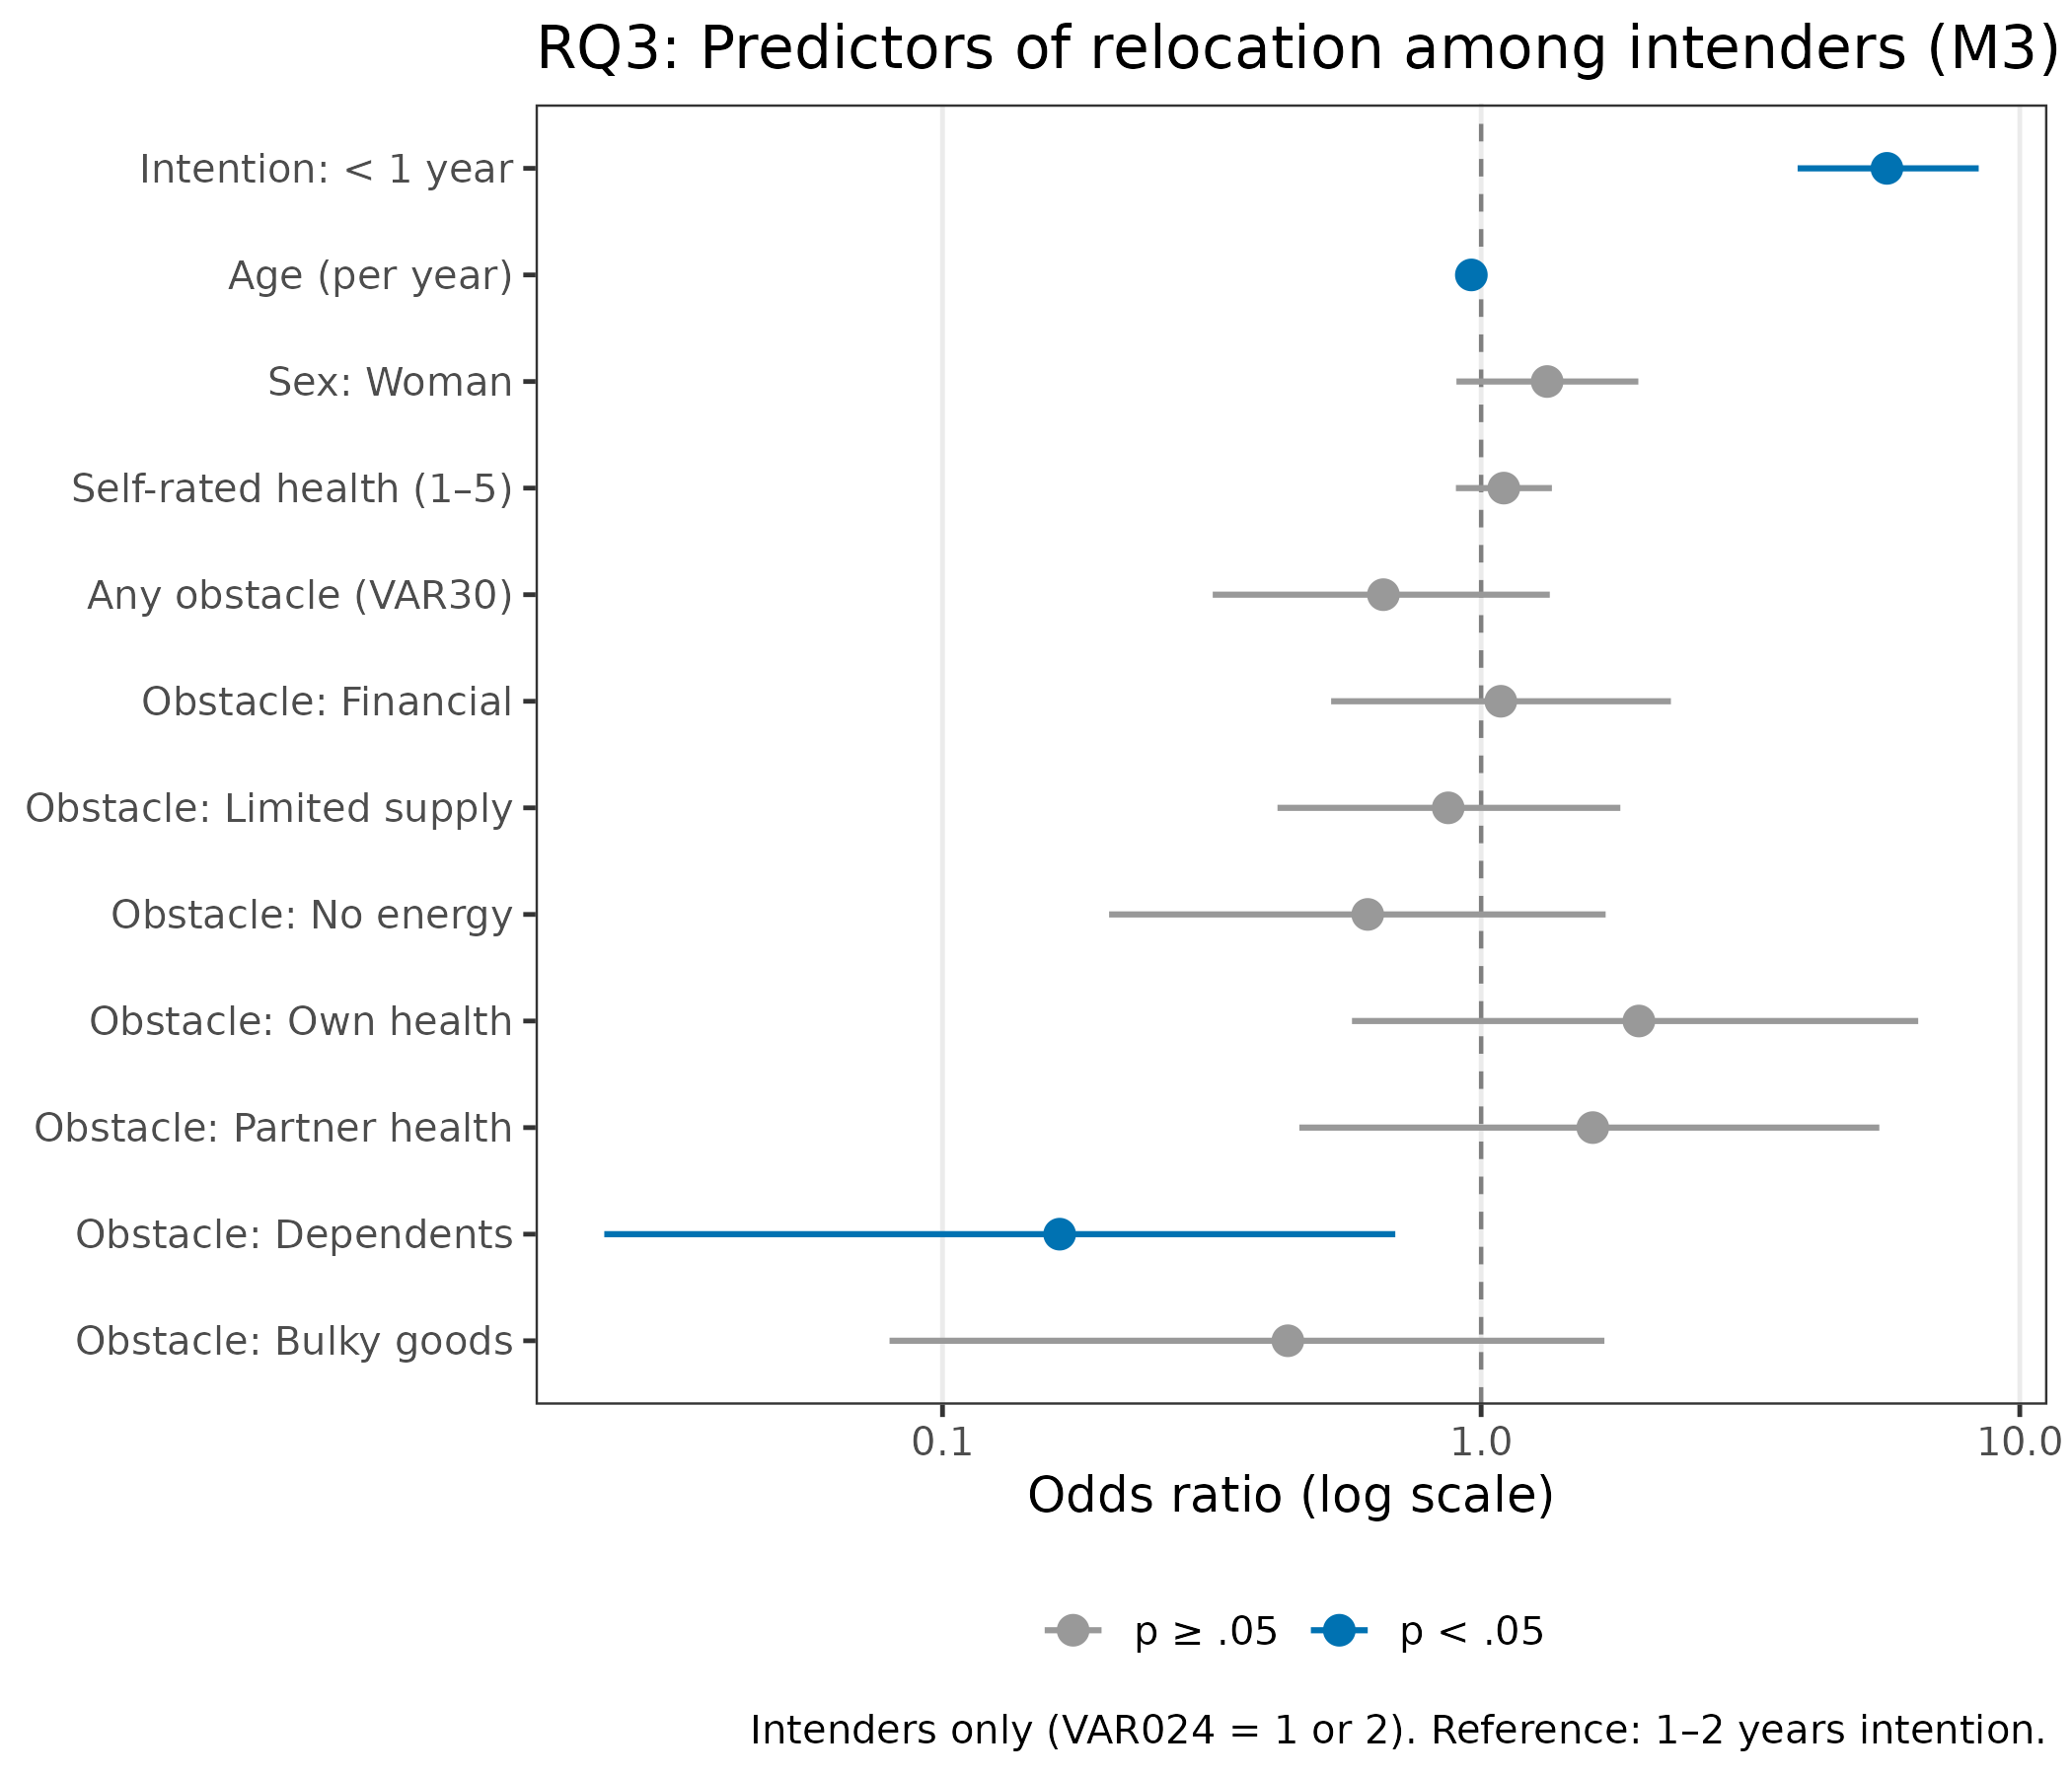 RQ3: Predictors of relocation among intenders (M3)
Intention: < 1 year
Age (per year)
Sex: Woman
Self-rated health (1–5)
Any obstacle (VAR30)
Obstacle: Financial
Obstacle: Limited supply
Obstacle: No energy
Obstacle: Own health
Obstacle: Partner health
Obstacle: Dependents
Obstacle: Bulky goods
0.1 1.0 10.0
Odds ratio (log scale)
p ≥ .05 p < .05
Intenders only (VAR024 = 1 or 2). Reference: 1–2 years intention.